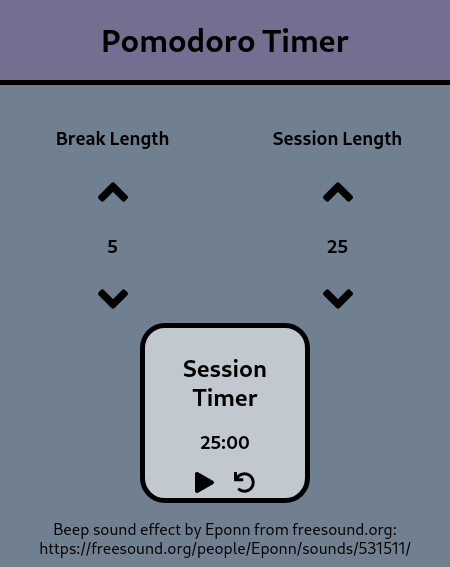 Pomodoro Timer
Break Length
Session Length
5
25
Session
Timer
25:00
Beep sound effect by Eponn from freesound.org:
https://freesound.org/people/Eponn/sounds/531511/